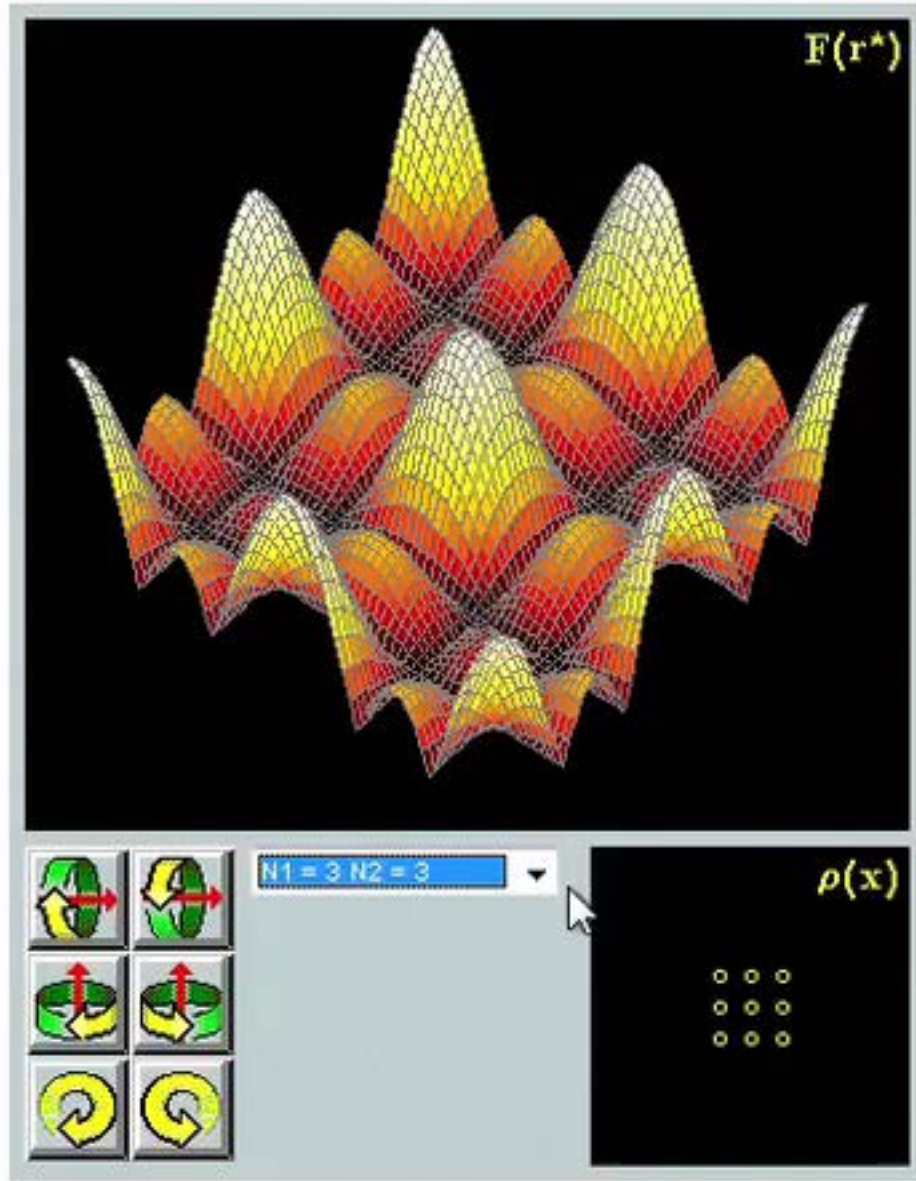 F(r*)
N1 = 3 N2 = 3
ρ(x)